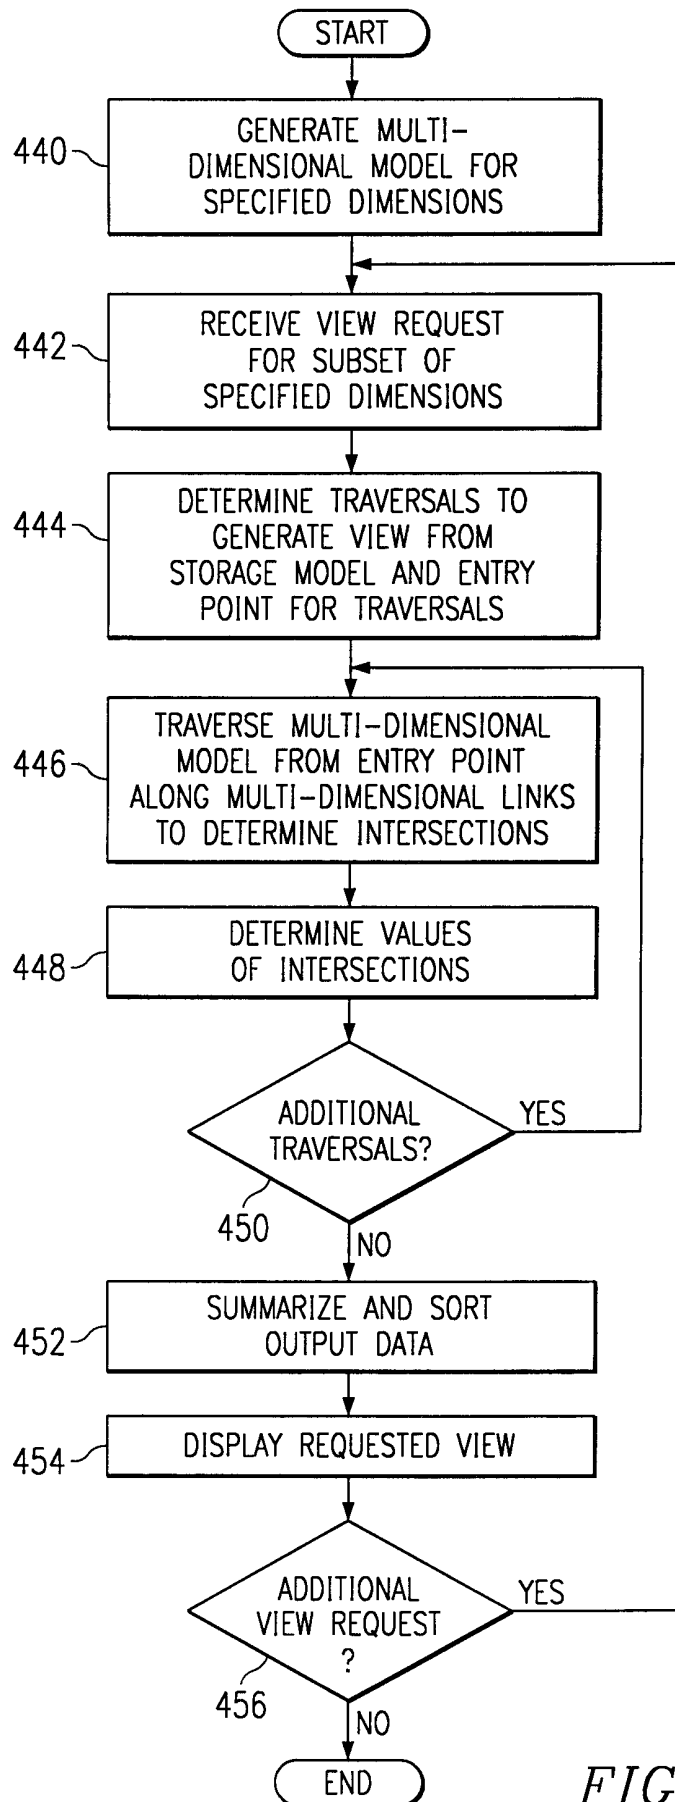 START
440
GENERATE MULTI-
DIMENSIONAL MODEL FOR
SPECIFIED DIMENSIONS
442
RECEIVE VIEW REQUEST
FOR SUBSET OF
SPECIFIED DIMENSIONS
444
DETERMINE TRAVERSALS TO
GENERATE VIEW FROM
STORAGE MODEL AND ENTRY
POINT FOR TRAVERSALS
446
TRAVERSE MULTI-DIMENSIONAL
MODEL FROM ENTRY POINT
ALONG MULTI-DIMENSIONAL LINKS
TO DETERMINE INTERSECTIONS
448
DETERMINE VALUES
OF INTERSECTIONS
ADDITIONAL
TRAVERSALS?
YES
450
NO
452
SUMMARIZE AND SORT
OUTPUT DATA
454
DISPLAY REQUESTED VIEW
ADDITIONAL
VIEW REQUEST
?
YES
456
NO
END
FIG